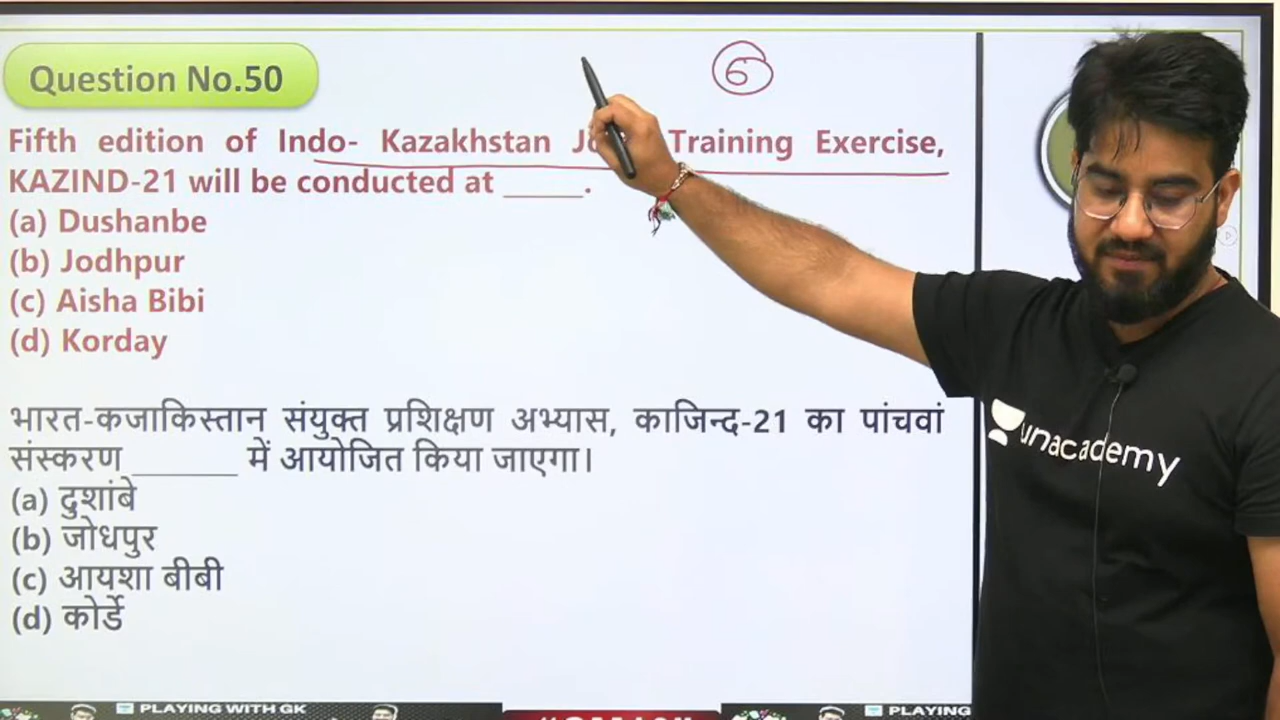 Question No.50
6
Fifth edition of Indo- Kazakhstan Training Exercise,
KAZIND-21 will be conducted at _____.
(a) Dushanbe
(b) Jodhpur
(c) Aisha Bibi
(d) Korday
भारत-कजाकिस्तान संयुक्त प्रशिक्षण अभ्यास, काजिन्द-21 का पांचवां
संस्करण _______ में आयोजित किया जाएगा।
(a) दुशांबे
(b) जोधपुर
(c) आयशा बीबी
(d) कोर्डे
unacademy
PLAYING WITH GK
PLAYING